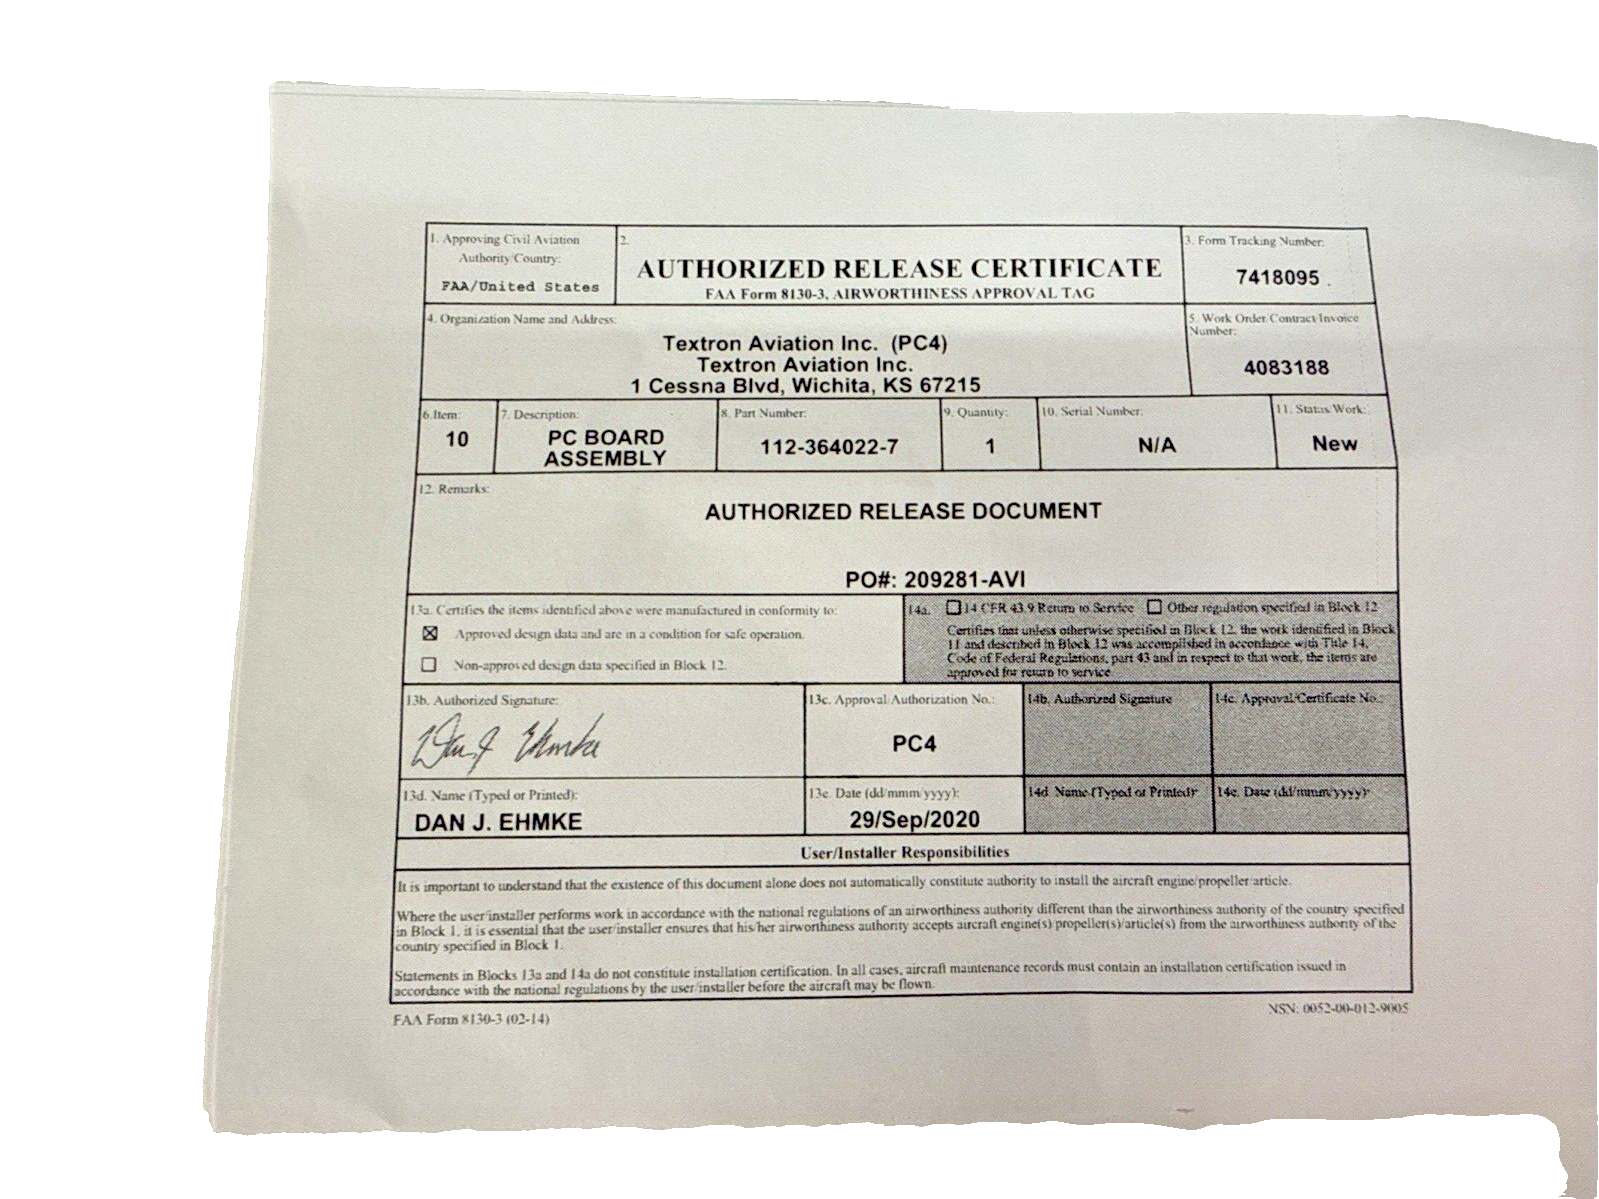 1. Approving Civil Aviation
Authority/Country:
FAA/United States
2.
AUTHORIZED RELEASE CERTIFICATE
FAA Form 8130-3, AIRWORTHINESS APPROVAL TAG
3. Form Tracking Number:
7418095
4. Organization Name and Address:
Textron Aviation Inc. (PC4)
Textron Aviation Inc.
1 Cessna Blvd, Wichita, KS 67215
5. Work Order/Contract/Invoice
Number:
4083188
6.Item:
10
7. Description:
PC BOARD
ASSEMBLY
8. Part Number:
112-364022-7
9. Quantity:
1
10. Serial Number:
N/A
11. Status/Work:
New
12. Remarks:
AUTHORIZED RELEASE DOCUMENT
PO#: 209281-AVI
13a. Certifies the items identified above were manufactured in conformity to:
Approved design data and are in a condition for safe operation.
Non-approved design data specified in Block 12.
14a. 14 CFR 43.9 Return to Service Other regulation specified in Block 12
Certifies that unless otherwise specified in Block 12, the work identified in Block
11 and described in Block 12 was accomplished in accordance with Title 14,
Code of Federal Regulations, part 43 and in respect to that work, the items are
approved for return to service
13b. Authorized Signature:
Dan J Ehmke
13c. Approval/Authorization No.:
PC4
14b. Authorized Signature
14c. Approval/Certificate No.:
13d. Name (Typed or Printed):
DAN J. EHMKE
13e. Date (dd/mmm/yyyy):
29/Sep/2020
14d. Name (Typed or Printed)
14e. Date (dd/mmm/yyyy)
User/Installer Responsibilities
It is important to understand that the existence of this document alone does not automatically constitute authority to install the aircraft engine/propeller/article.
Where the user/installer performs work in accordance with the national regulations of an airworthiness authority different than the airworthiness authority of the country specified
in Block 1, it is essential that the user/installer ensures that his/her airworthiness authority accepts aircraft engine(s)/propeller(s)/article(s) from the airworthiness authority of the
country specified in Block 1.
Statements in Blocks 13a and 14a do not constitute installation certification. In all cases, aircraft maintenance records must contain an installation certification issued in
accordance with the national regulations by the user/installer before the aircraft may be flown.
FAA Form 8130-3 (02-14)
NSN: 0052-00-012-9005